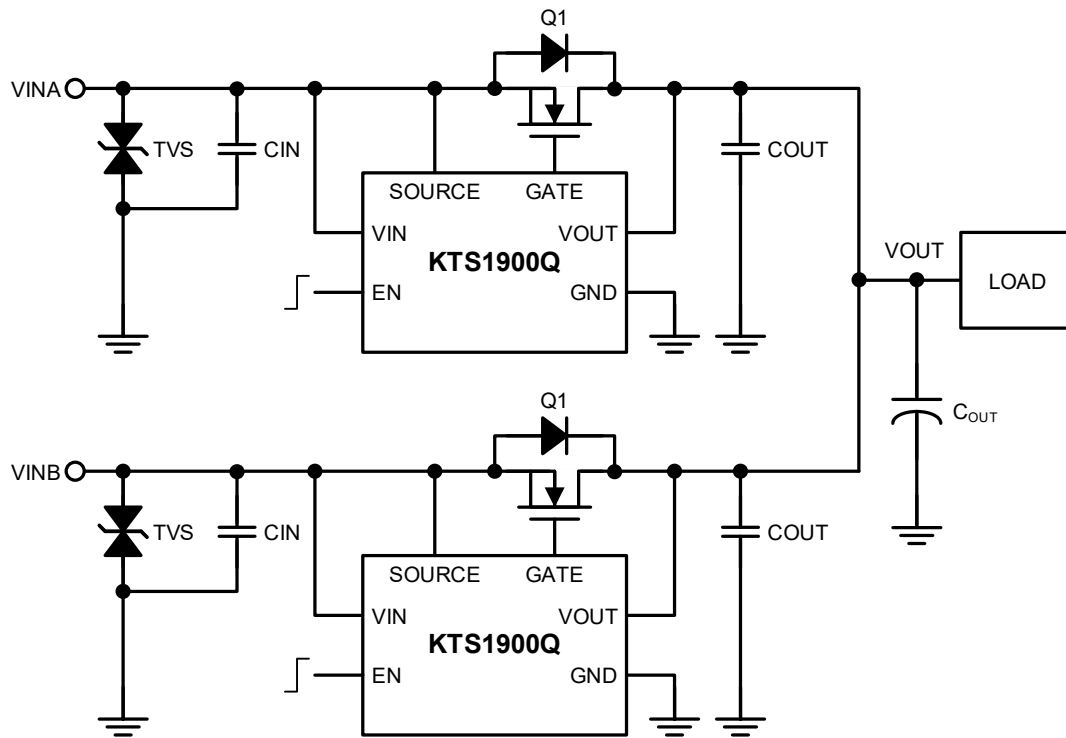 Q1
VINA
TVS
CIN
COUT
SOURCE GATE
VIN VOUT
KTS1900Q
EN GND
VOUT
LOAD
C_OUT
Q1
VINB
TVS
CIN
COUT
SOURCE GATE
VIN VOUT
KTS1900Q
EN GND